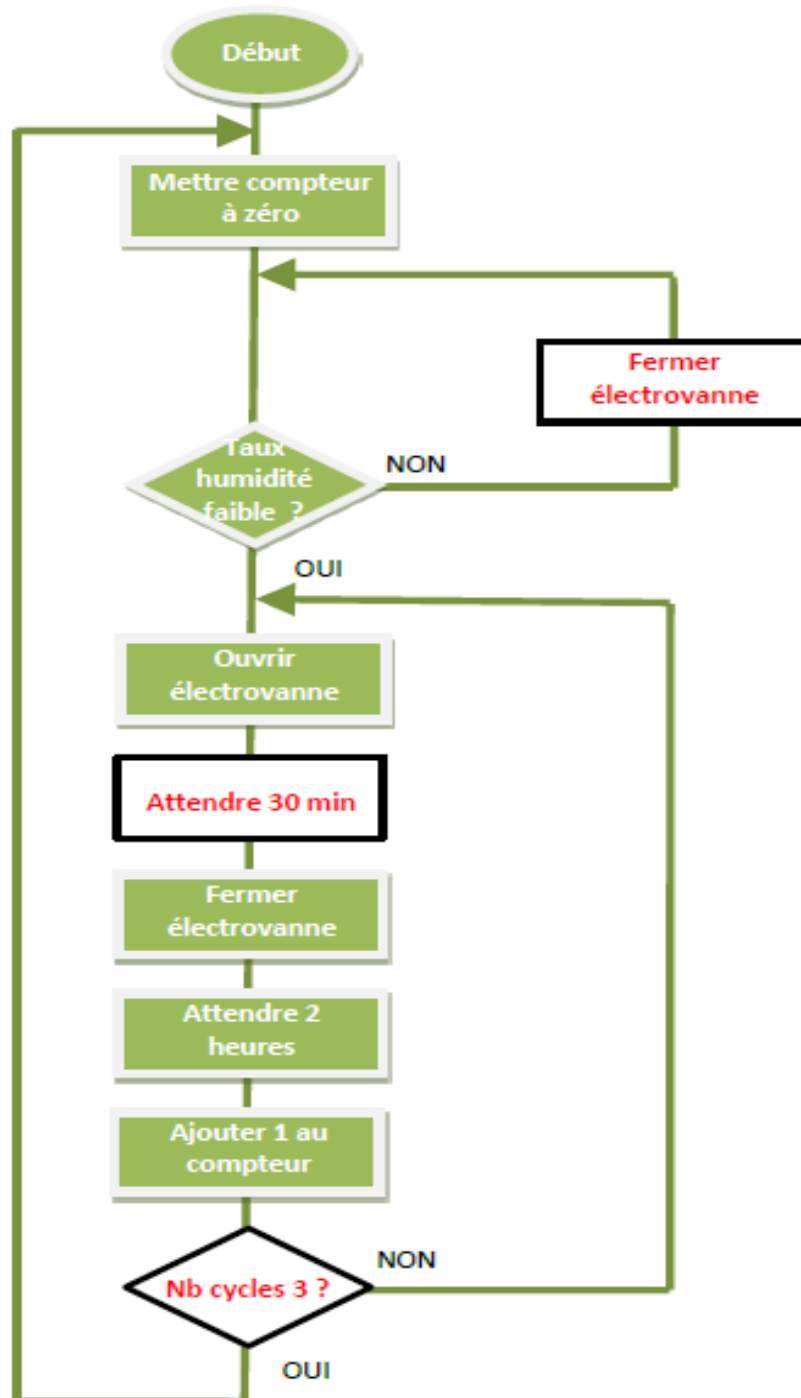 Début
Mettre compteur
à zéro
Fermer
électrovanne
Taux
humidité
faible ?
NON
OUI
Ouvrir
électrovanne
Attendre 30 min
Fermer
électrovanne
Attendre 2
heures
Ajouter 1 au
compteur
Nb cycles 3 ?
NON
OUI